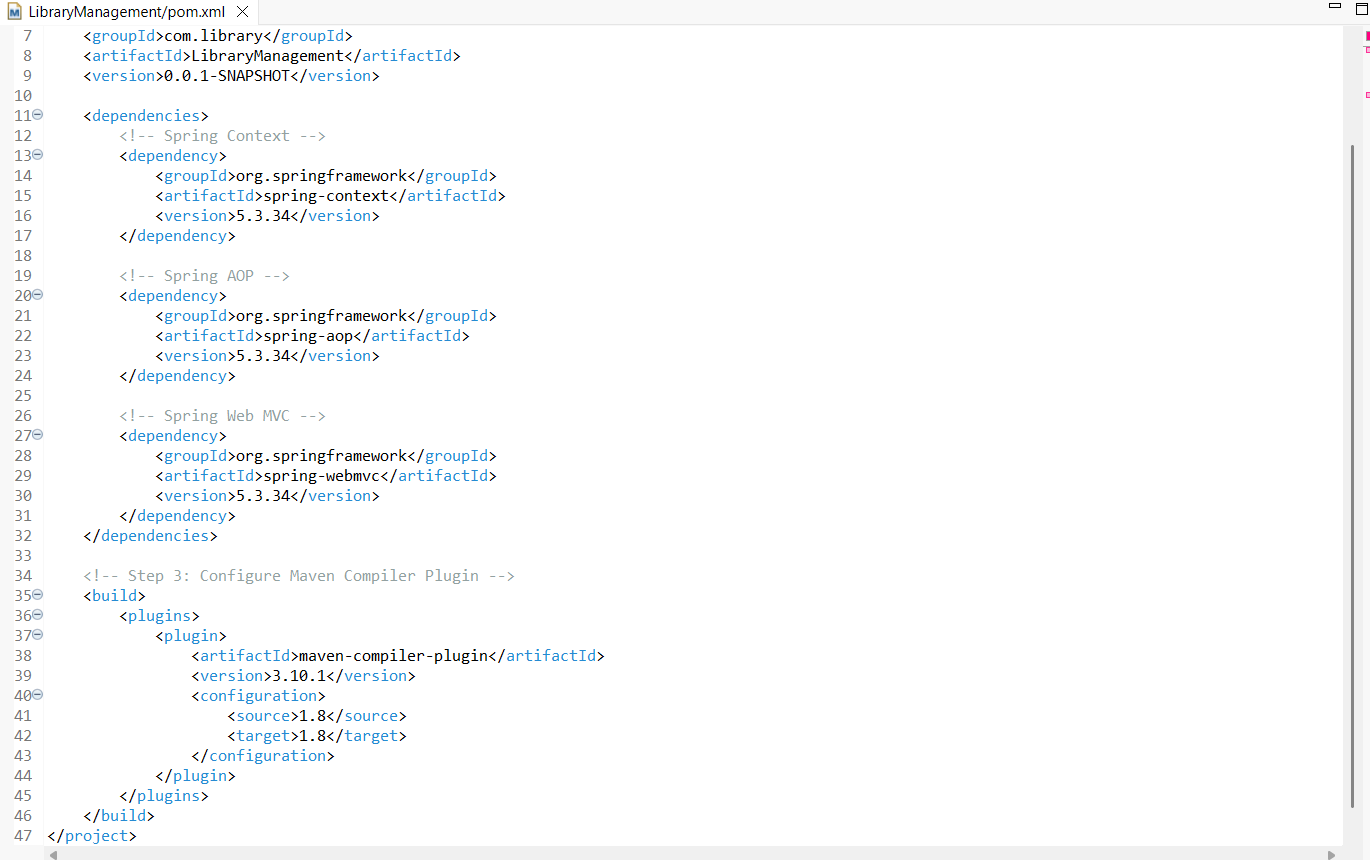 LibraryManagement/pom.xml
7 <groupId>com.library</groupId>
8 <artifactId>LibraryManagement</artifactId>
9 <version>0.0.1-SNAPSHOT</version>
10
11 <dependencies>
12 <!-- Spring Context -->
13 <dependency>
14 <groupId>org.springframework</groupId>
15 <artifactId>spring-context</artifactId>
16 <version>5.3.34</version>
17 </dependency>
18
19 <!-- Spring AOP -->
20 <dependency>
21 <groupId>org.springframework</groupId>
22 <artifactId>spring-aop</artifactId>
23 <version>5.3.34</version>
24 </dependency>
25
26 <!-- Spring Web MVC -->
27 <dependency>
28 <groupId>org.springframework</groupId>
29 <artifactId>spring-webmvc</artifactId>
30 <version>5.3.34</version>
31 </dependency>
32 </dependencies>
33
34 <!-- Step 3: Configure Maven Compiler Plugin -->
35 <build>
36 <plugins>
37 <plugin>
38 <artifactId>maven-compiler-plugin</artifactId>
39 <version>3.10.1</version>
40 <configuration>
41 <source>1.8</source>
42 <target>1.8</target>
43 </configuration>
44 </plugin>
45 </plugins>
46 </build>
47 </project>